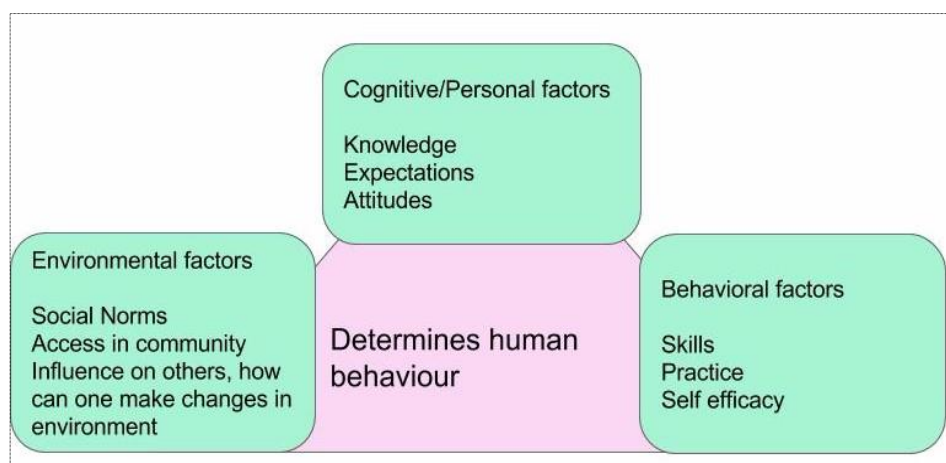 Cognitive/Personal factors
Knowledge
Expectations
Attitudes
Environmental factors
Social Norms
Access in community
Influence on others, how
can one make changes in
environment
Determines human
behaviour
Behavioral factors
Skills
Practice
Self efficacy